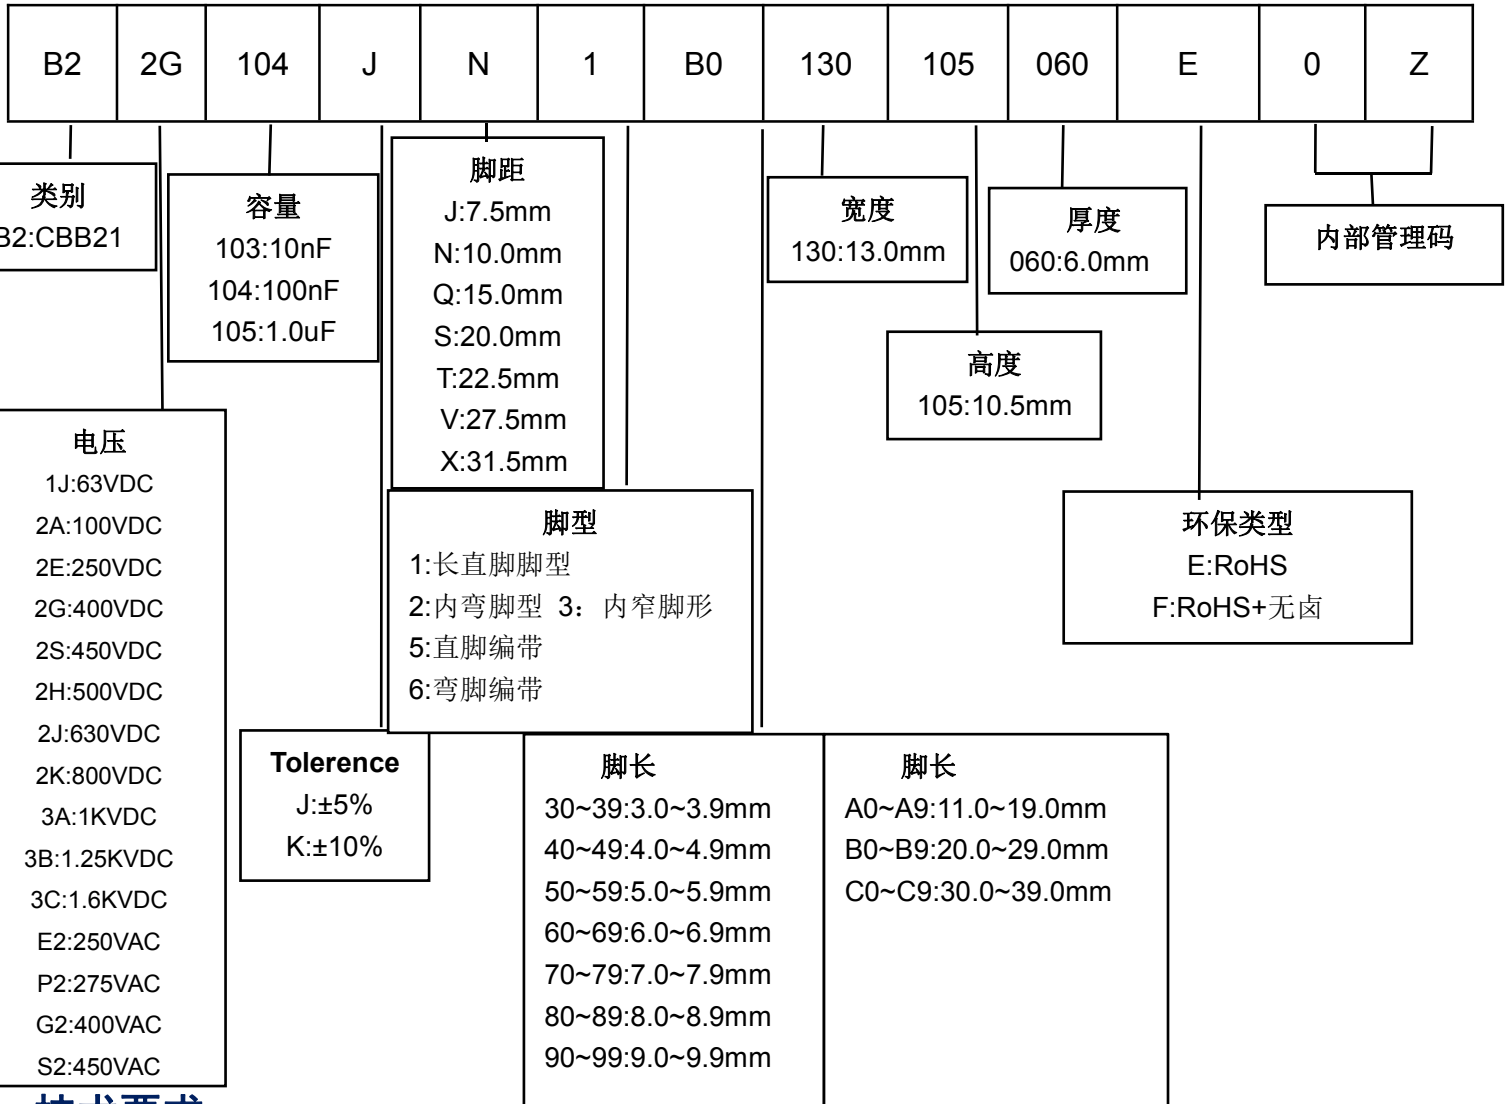 B2 2G 104 J N 1 B0 130 105 060 E 0 Z
类别
B2:CBB21
容量
103:10nF
104:100nF
105:1.0uF
脚距
J:7.5mm
N:10.0mm
Q:15.0mm
S:20.0mm
T:22.5mm
V:27.5mm
X:31.5mm
宽度
130:13.0mm
厚度
060:6.0mm
内部管理码
高度
105:10.5mm
电压
1J:63VDC
2A:100VDC
2E:250VDC
2G:400VDC
2S:450VDC
2H:500VDC
2J:630VDC
2K:800VDC
3A:1KVDC
3B:1.25KVDC
3C:1.6KVDC
E2:250VAC
P2:275VAC
G2:400VAC
S2:450VAC
脚型
1:长直脚脚型
2:内弯脚型 3：内窄脚形
5:直脚编带
6:弯脚编带
环保类型
E:RoHS
F:RoHS+无卤
Tolerence
J:±5%
K:±10%
脚长
30~39:3.0~3.9mm
40~49:4.0~4.9mm
50~59:5.0~5.9mm
60~69:6.0~6.9mm
70~79:7.0~7.9mm
80~89:8.0~8.9mm
90~99:9.0~9.9mm
脚长
A0~A9:11.0~19.0mm
B0~B9:20.0~29.0mm
C0~C9:30.0~39.0mm